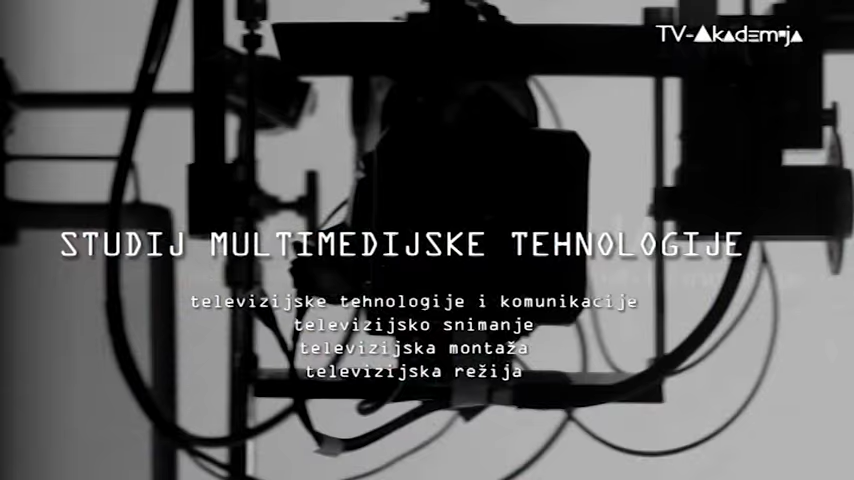 TV-Akademija
STUDIJ MULTIMEDIJSKE TEHNOLOGIJE
televizijske tehnologije i komunikacije
televizijsko snimanje
televizijska montaža
televizijska režija